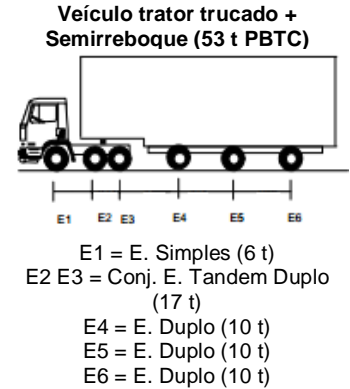 Veículo trator trucado +
Semirreboque (53 t PBTC)
E1 E2 E3 E4 E5 E6
E1 = E. Simples (6 t)
E2 E3 = Conj. E. Tandem Duplo
(17 t)
E4 = E. Duplo (10 t)
E5 = E. Duplo (10 t)
E6 = E. Duplo (10 t)